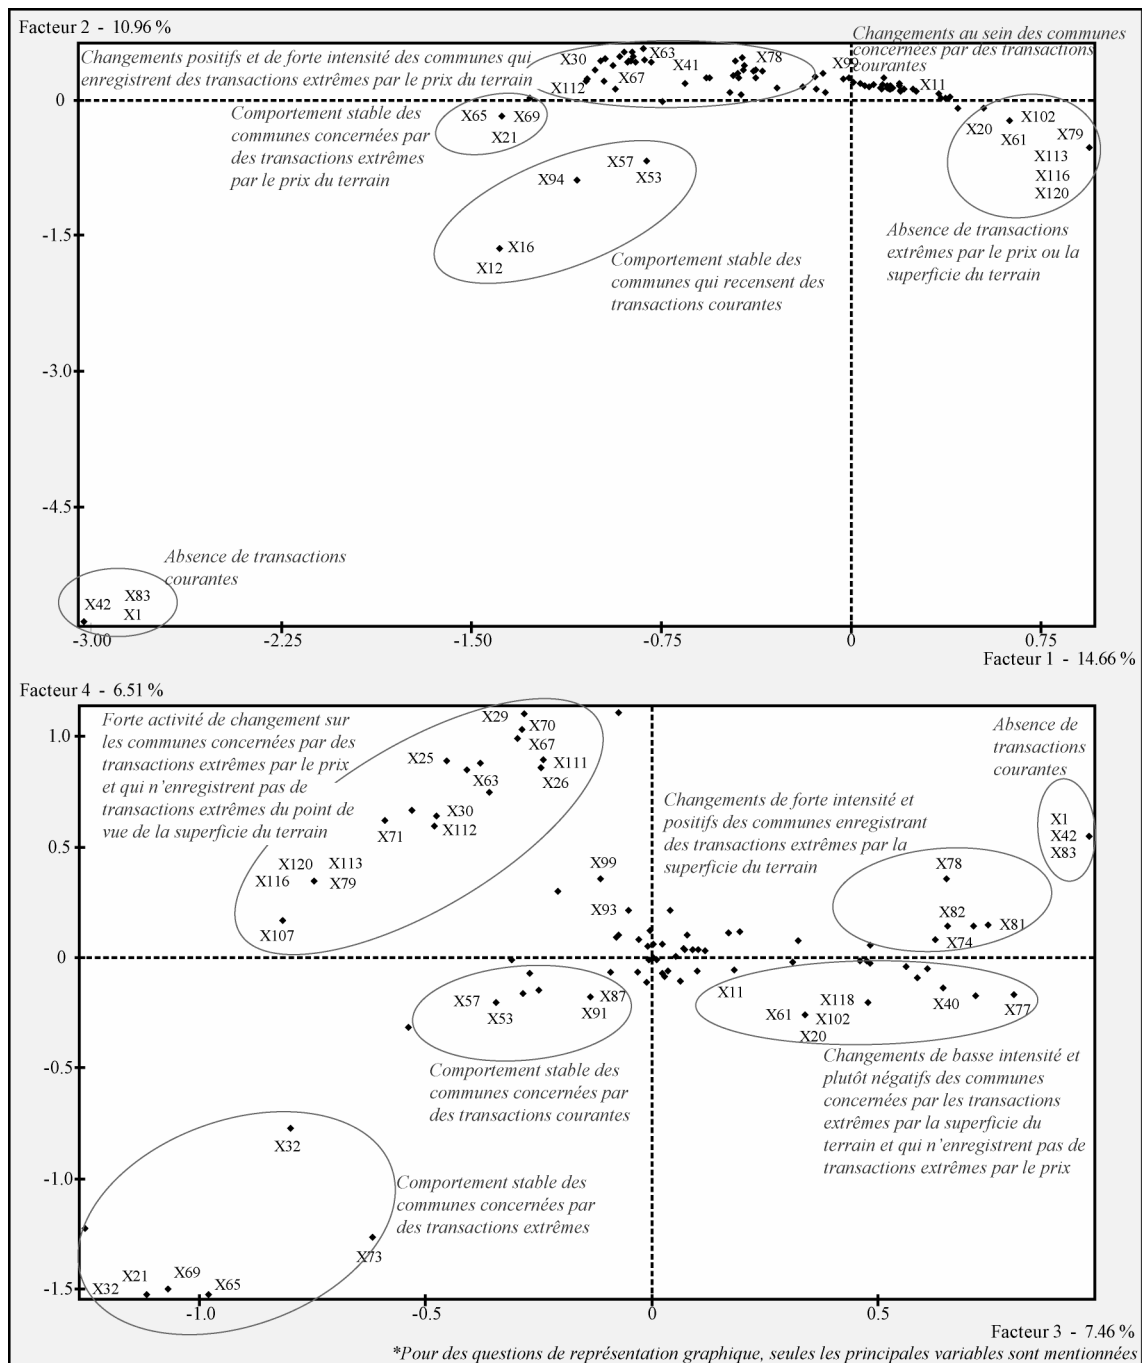 Facteur 2 - 10.96 %
Changements au sein des communes
concernées par des transactions
courantes
Changements positifs et de forte intensité des communes qui
enregistrent des transactions extrêmes par le prix du terrain
X30
X63
X41
X78
X99
X67
X112
X11
0
Comportement stable des
communes concernées par
des transactions extrêmes
par le prix du terrain
X65
X69
X21
X20
X102
X61
X79
X113
X116
X120
X57
X53
X94
X16
X12
-1.5
Absence de transactions
extrêmes par le prix ou la
superficie du terrain
Comportement stable des
communes qui recensent des
transactions courantes
-3.0
-4.5
Absence de transactions
courantes
X42
X83
X1
-3.00
-2.25
-1.50
-0.75
0
0.75
Facteur 1 - 14.66 %
Facteur 4 - 6.51 %
Forte activité de changement sur
les communes concernées par des
transactions extrêmes par le prix
et qui n'enregistrent pas de
transactions extrêmes du point de
vue de la superficie du terrain
X29
X70
X67
X25
X111
X63
X26
X30
X71
X112
X120
X113
X116
X79
X107
Absence de
transactions
courantes
X1
X42
X83
Changements de forte intensité et
positifs des communes enregistrant
des transactions extrêmes par la
superficie du terrain
X78
X82
X81
X74
X99
X93
1.0
0.5
0
X57
X53
X87
X91
X11
X61
X118
X102
X20
X40
X77
Comportement stable des
communes concernées par
des transactions courantes
Changements de basse intensité et
plutôt négatifs des communes
concernées par les transactions
extrêmes par la superficie du
terrain et qui n'enregistrent pas de
transactions extrêmes par le prix
-0.5
X32
-1.0
Comportement stable des
communes concernées par
des transactions extrêmes
X73
X21
X69
X32
X65
-1.5
-1.0
-0.5
0
0.5
Facteur 3 - 7.46 %
*Pour des questions de représentation graphique, seules les principales variables sont mentionnées